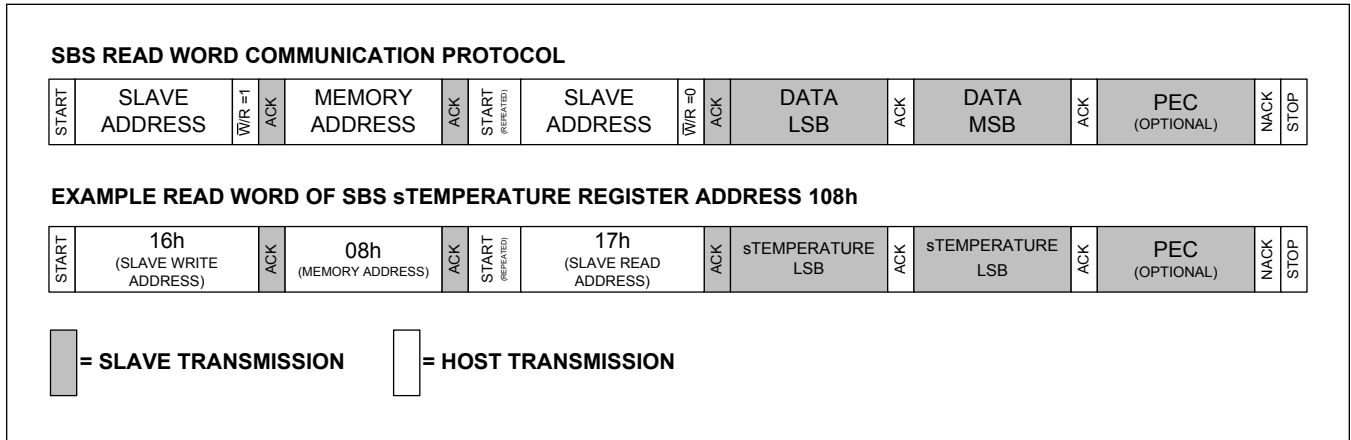 SBS READ WORD COMMUNICATION PROTOCOL
START
SLAVE
ADDRESS
W̅/R =1
ACK
MEMORY
ADDRESS
ACK
START
(REPEATED)
SLAVE
ADDRESS
W̅/R =0
ACK
DATA
LSB
ACK
DATA
MSB
ACK
PEC
(OPTIONAL)
NACK
STOP
EXAMPLE READ WORD OF SBS sTEMPERATURE REGISTER ADDRESS 108h
START
16h
(SLAVE WRITE
ADDRESS)
ACK
08h
(MEMORY ADDRESS)
ACK
START
(REPEATED)
17h
(SLAVE READ
ADDRESS)
ACK
sTEMPERATURE
LSB
ACK
sTEMPERATURE
LSB
ACK
PEC
(OPTIONAL)
NACK
STOP
= SLAVE TRANSMISSION
= HOST TRANSMISSION